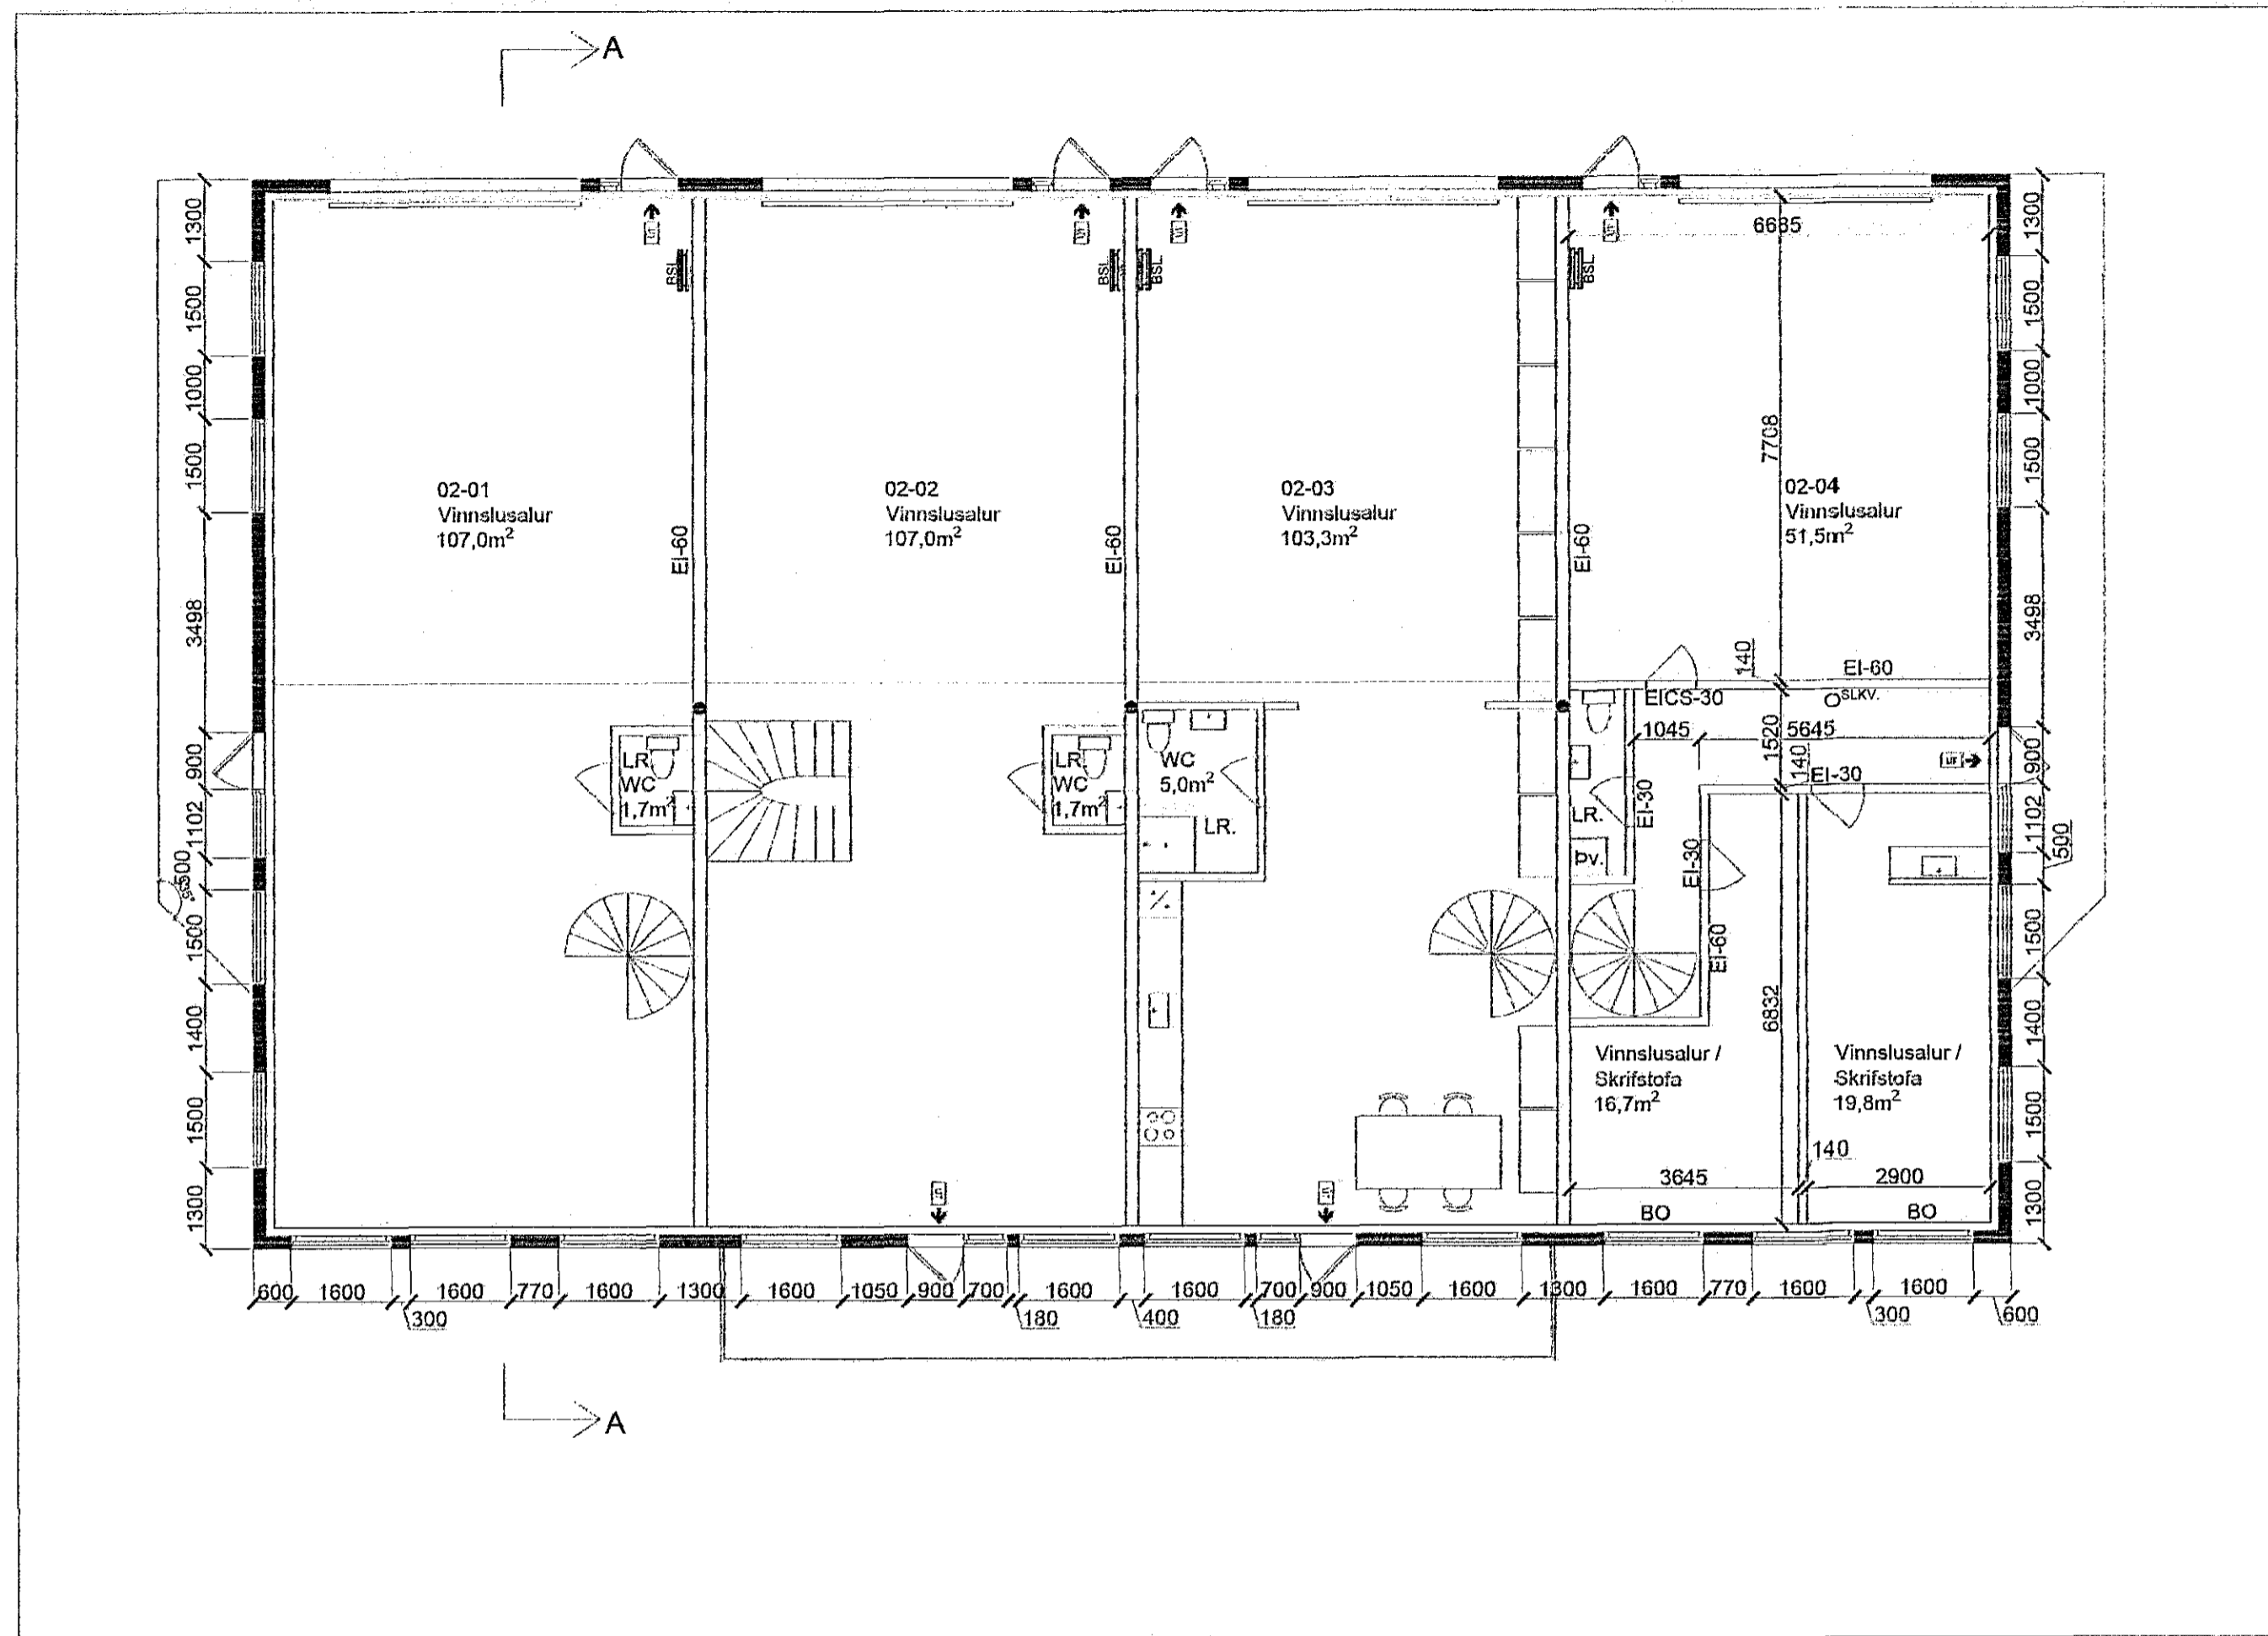 A
1300
1500
1000
1500
3498
900
1102
500
1500
1400
1500
1300
BSL.
BSL.
BSL.
BSL.
6685
7708
02-01
Vinnslusalur
107,0m²
EI-60
02-02
Vinnslusalur
107,0m²
EI-60
02-03
Vinnslusalur
103,3m²
EI-60
02-04
Vinnslusalur
51,5m²
140
EI-60
EICS-30
SLKV.
1045
1520
5645
140
EI-30
LR.
WC
1,7m²
LR.
WC
1,7m²
WC
5,0m²
LR.
LR.
ÞV.
EI-30
EI-30
EI-60
6832
Vinnslusalur /
Skrifstofa
16,7m²
Vinnslusalur /
Skrifstofa
19,8m²
140
3645
2900
BO
BO
1300
1500
1000
1500
3498
900
1102
500
1500
1400
1500
1300
600
1600
300
1600
770
1600
1300
1600
1050
900
700
180
1600
400
1600
180
700
900
1050
1600
1300
1600
770
1600
300
1600
600
A